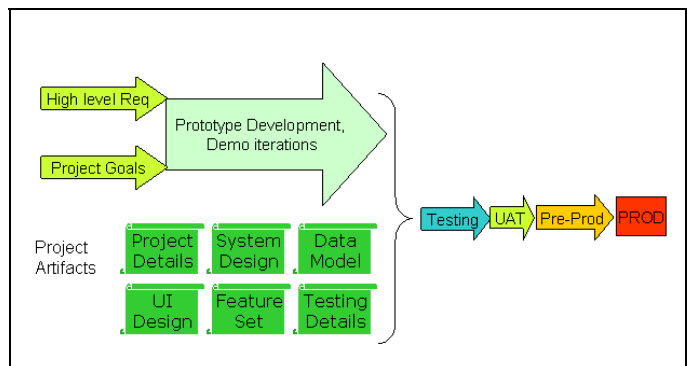 High level Req
Prototype Development,
Demo iterations
Project Goals
Testing
UAT
Pre-Prod
PROD
Project
Artifacts
Project
Details
System
Design
Data
Model
UI
Design
Feature
Set
Testing
Details